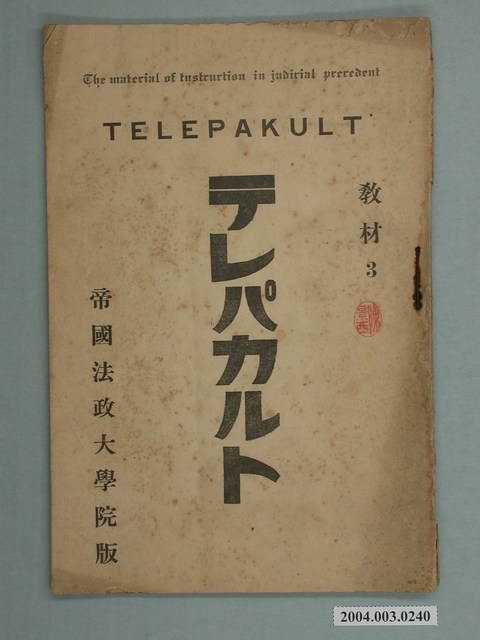 The material of Instruction in judicial precedent
TELEPAKULT
教材3
テレパカルト
帝國法政大學院版
2004.003.0240